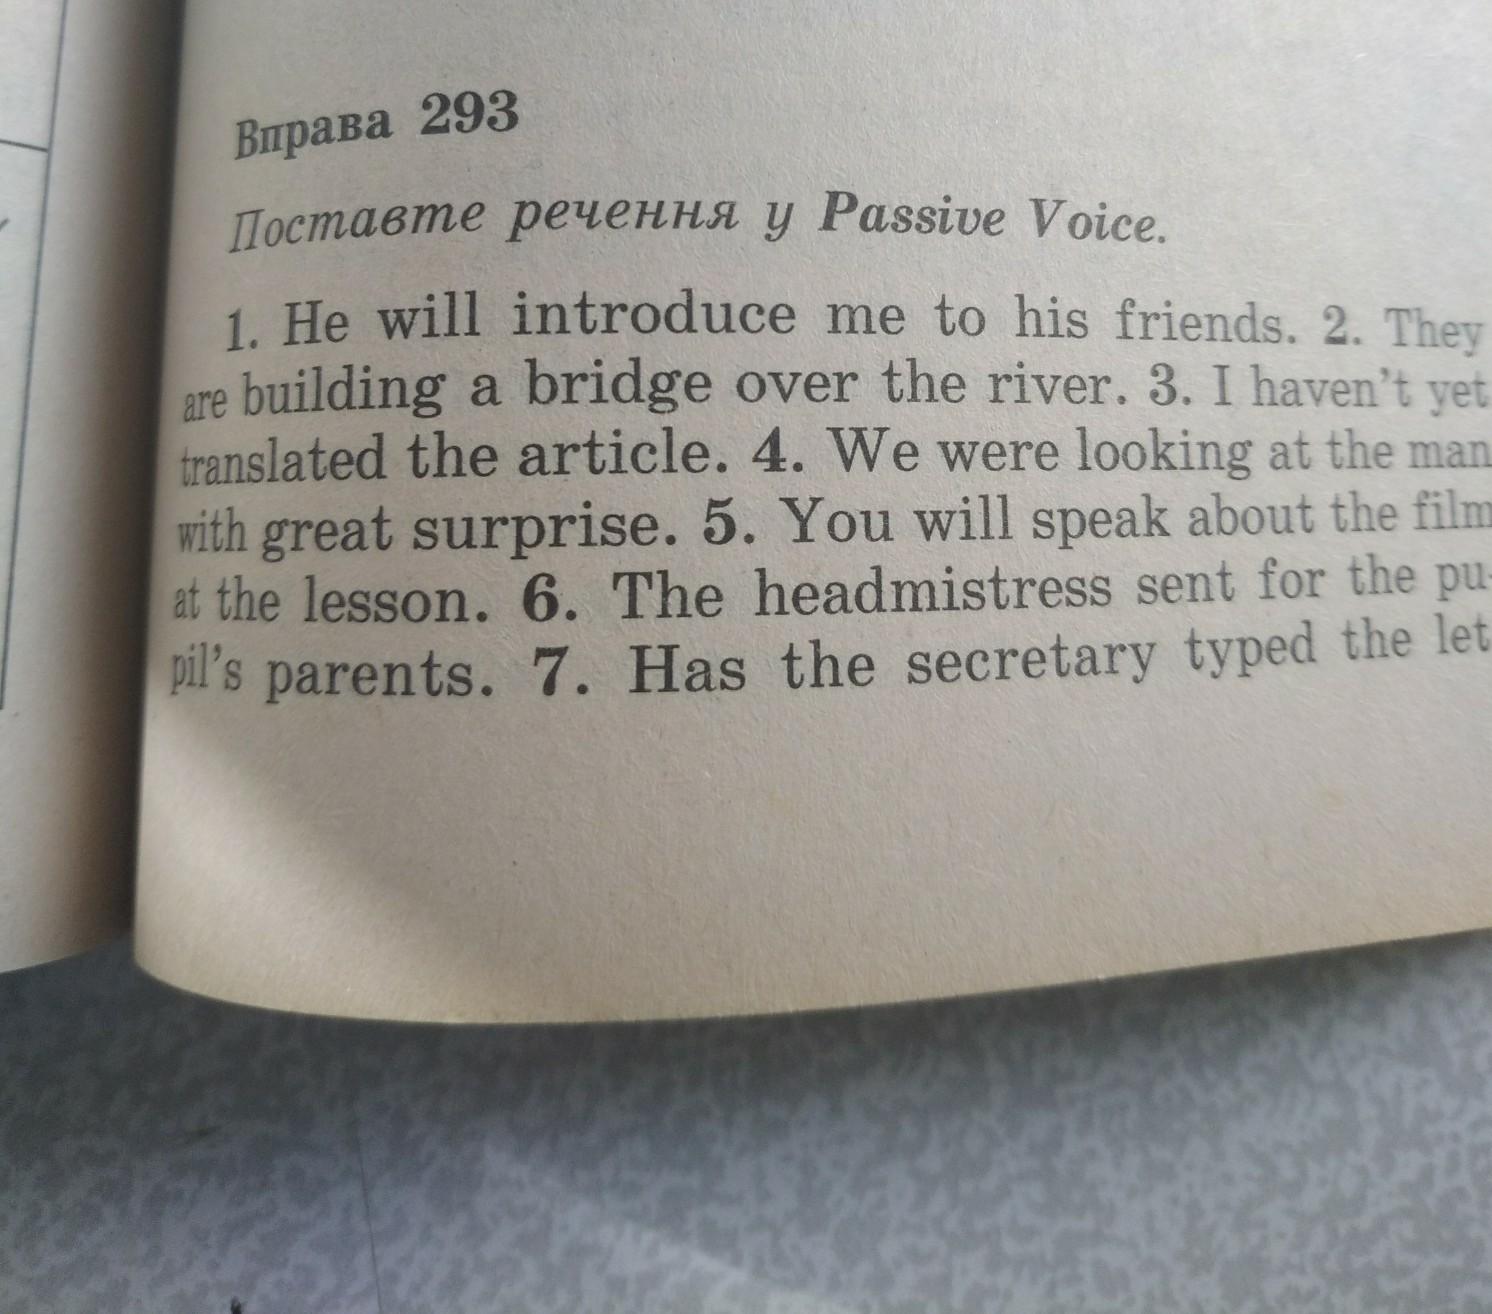 Вправа 293
Поставте речення у Passive Voice.
1. He will introduce me to his friends. 2. They
are building a bridge over the river. 3. I haven't yet
translated the article. 4. We were looking at the man
with great surprise. 5. You will speak about the film
at the lesson. 6. The headmistress sent for the pu-
pil's parents. 7. Has the secretary typed the let